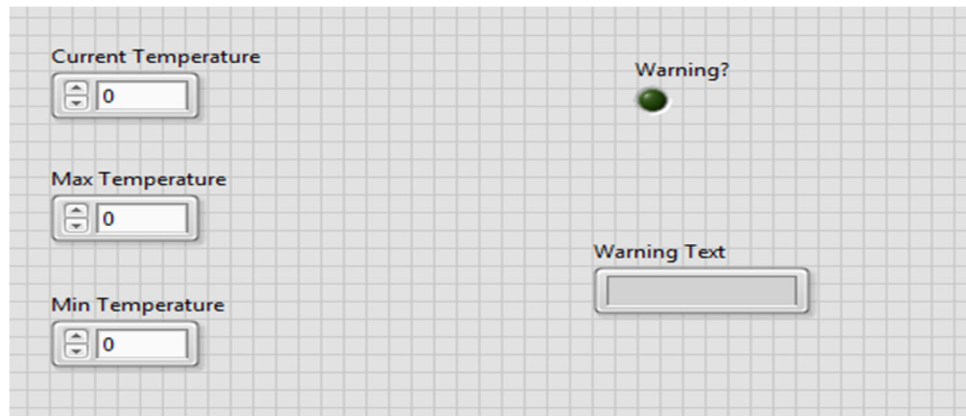 Current Temperature
0
Warning?
Max Temperature
0
Warning Text
Min Temperature
0